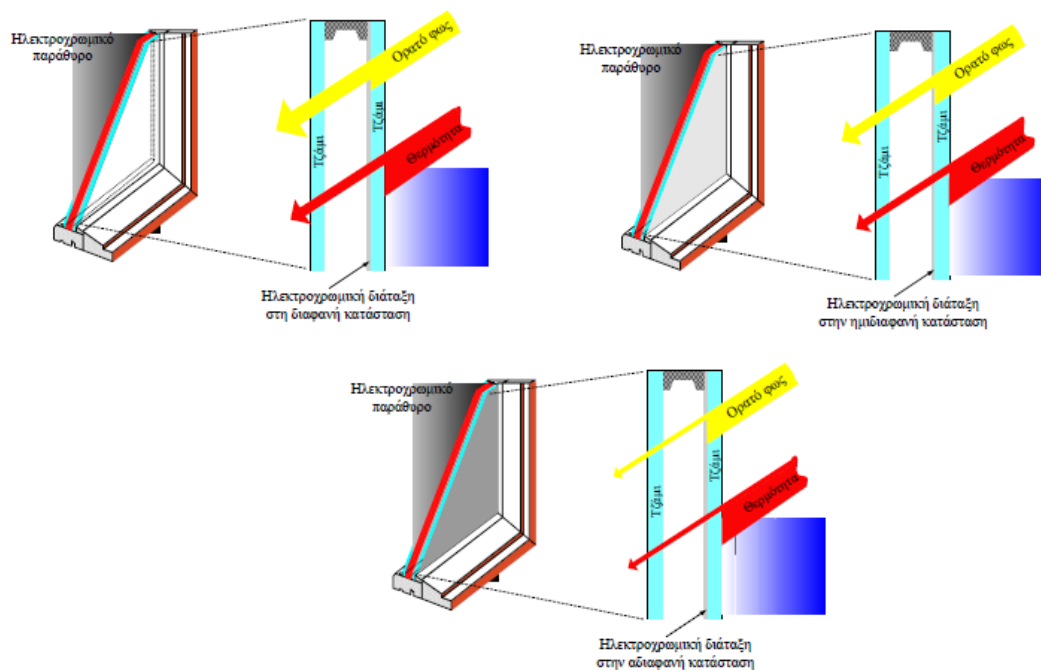 Ηλεκτροχρωμικό
παράθυρο
Ορατό φως
Τζάμι
Τζάμι
Θερμότητα
Ηλεκτροχρωμική διάταξη
στη διαφανή κατάσταση
Ηλεκτροχρωμικό
παράθυρο
Ορατό φως
Τζάμι
Τζάμι
Θερμότητα
Ηλεκτροχρωμική διάταξη
στην ημιδιαφανή κατάσταση
Ηλεκτροχρωμικό
παράθυρο
Ορατό φως
Τζάμι
Τζάμι
Θερμότητα
Ηλεκτροχρωμική διάταξη
στην αδιαφανή κατάσταση